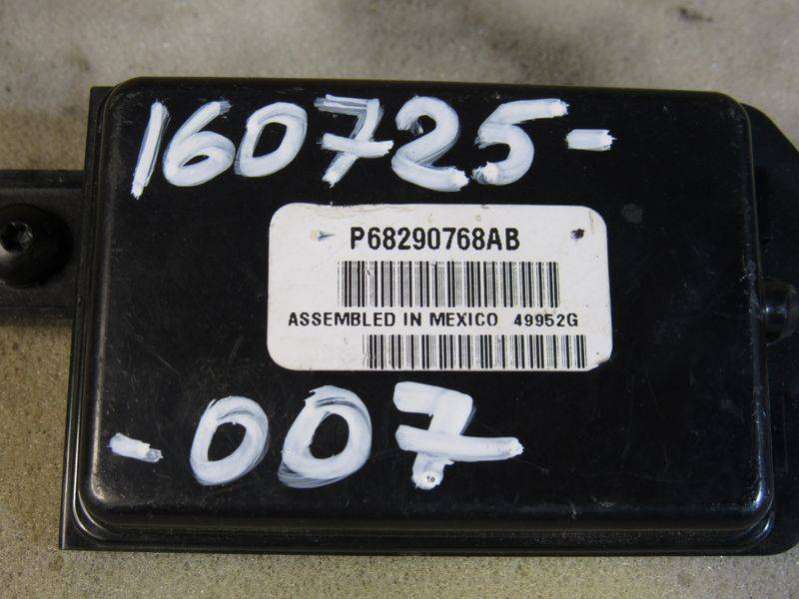 160725-
P68290768AB
ASSEMBLED IN MEXICO 49952G
-007